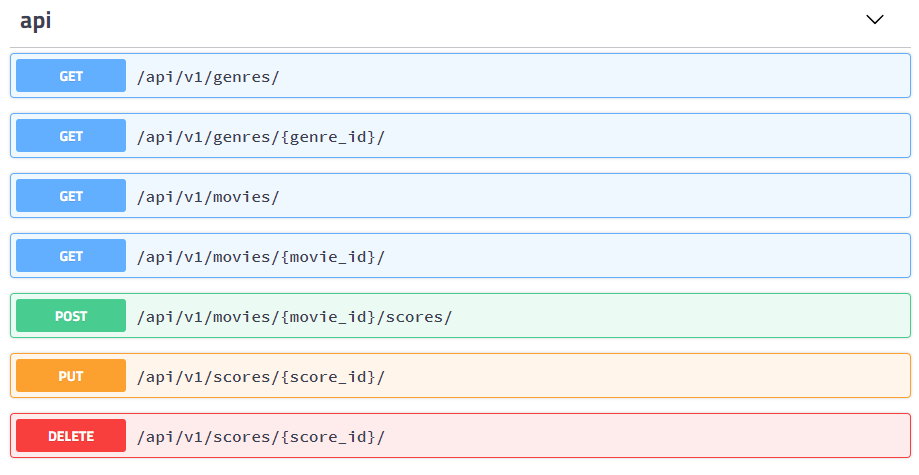 api
GET /api/v1/genres/
GET /api/v1/genres/{genre_id}/
GET /api/v1/movies/
GET /api/v1/movies/{movie_id}/
POST /api/v1/movies/{movie_id}/scores/
PUT /api/v1/scores/{score_id}/
DELETE /api/v1/scores/{score_id}/